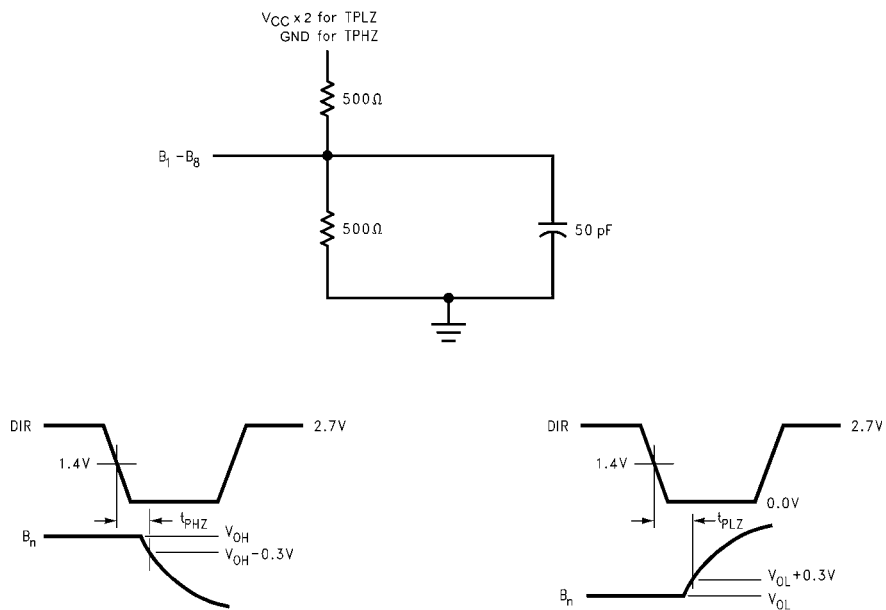 V_CC x 2 for TPLZ
GND for TPHZ
500Ω
B_1 – B_8
500Ω
50 pF
DIR
2.7V
1.4V
t_PHZ
B_n
V_OH
V_OH – 0.3V
DIR
2.7V
1.4V
0.0V
t_PLZ
V_OL + 0.3V
B_n
V_OL